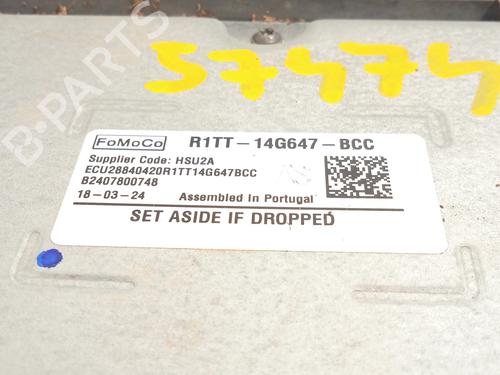 57474
FoMoCo
R1TT-14G647-BCC
Supplier Code: HSU2A
ECU28840420R1TT14G647BCC
B2407800748
18-03-24 Assembled in Portugal
SET ASIDE IF DROPPED
B-PARTS